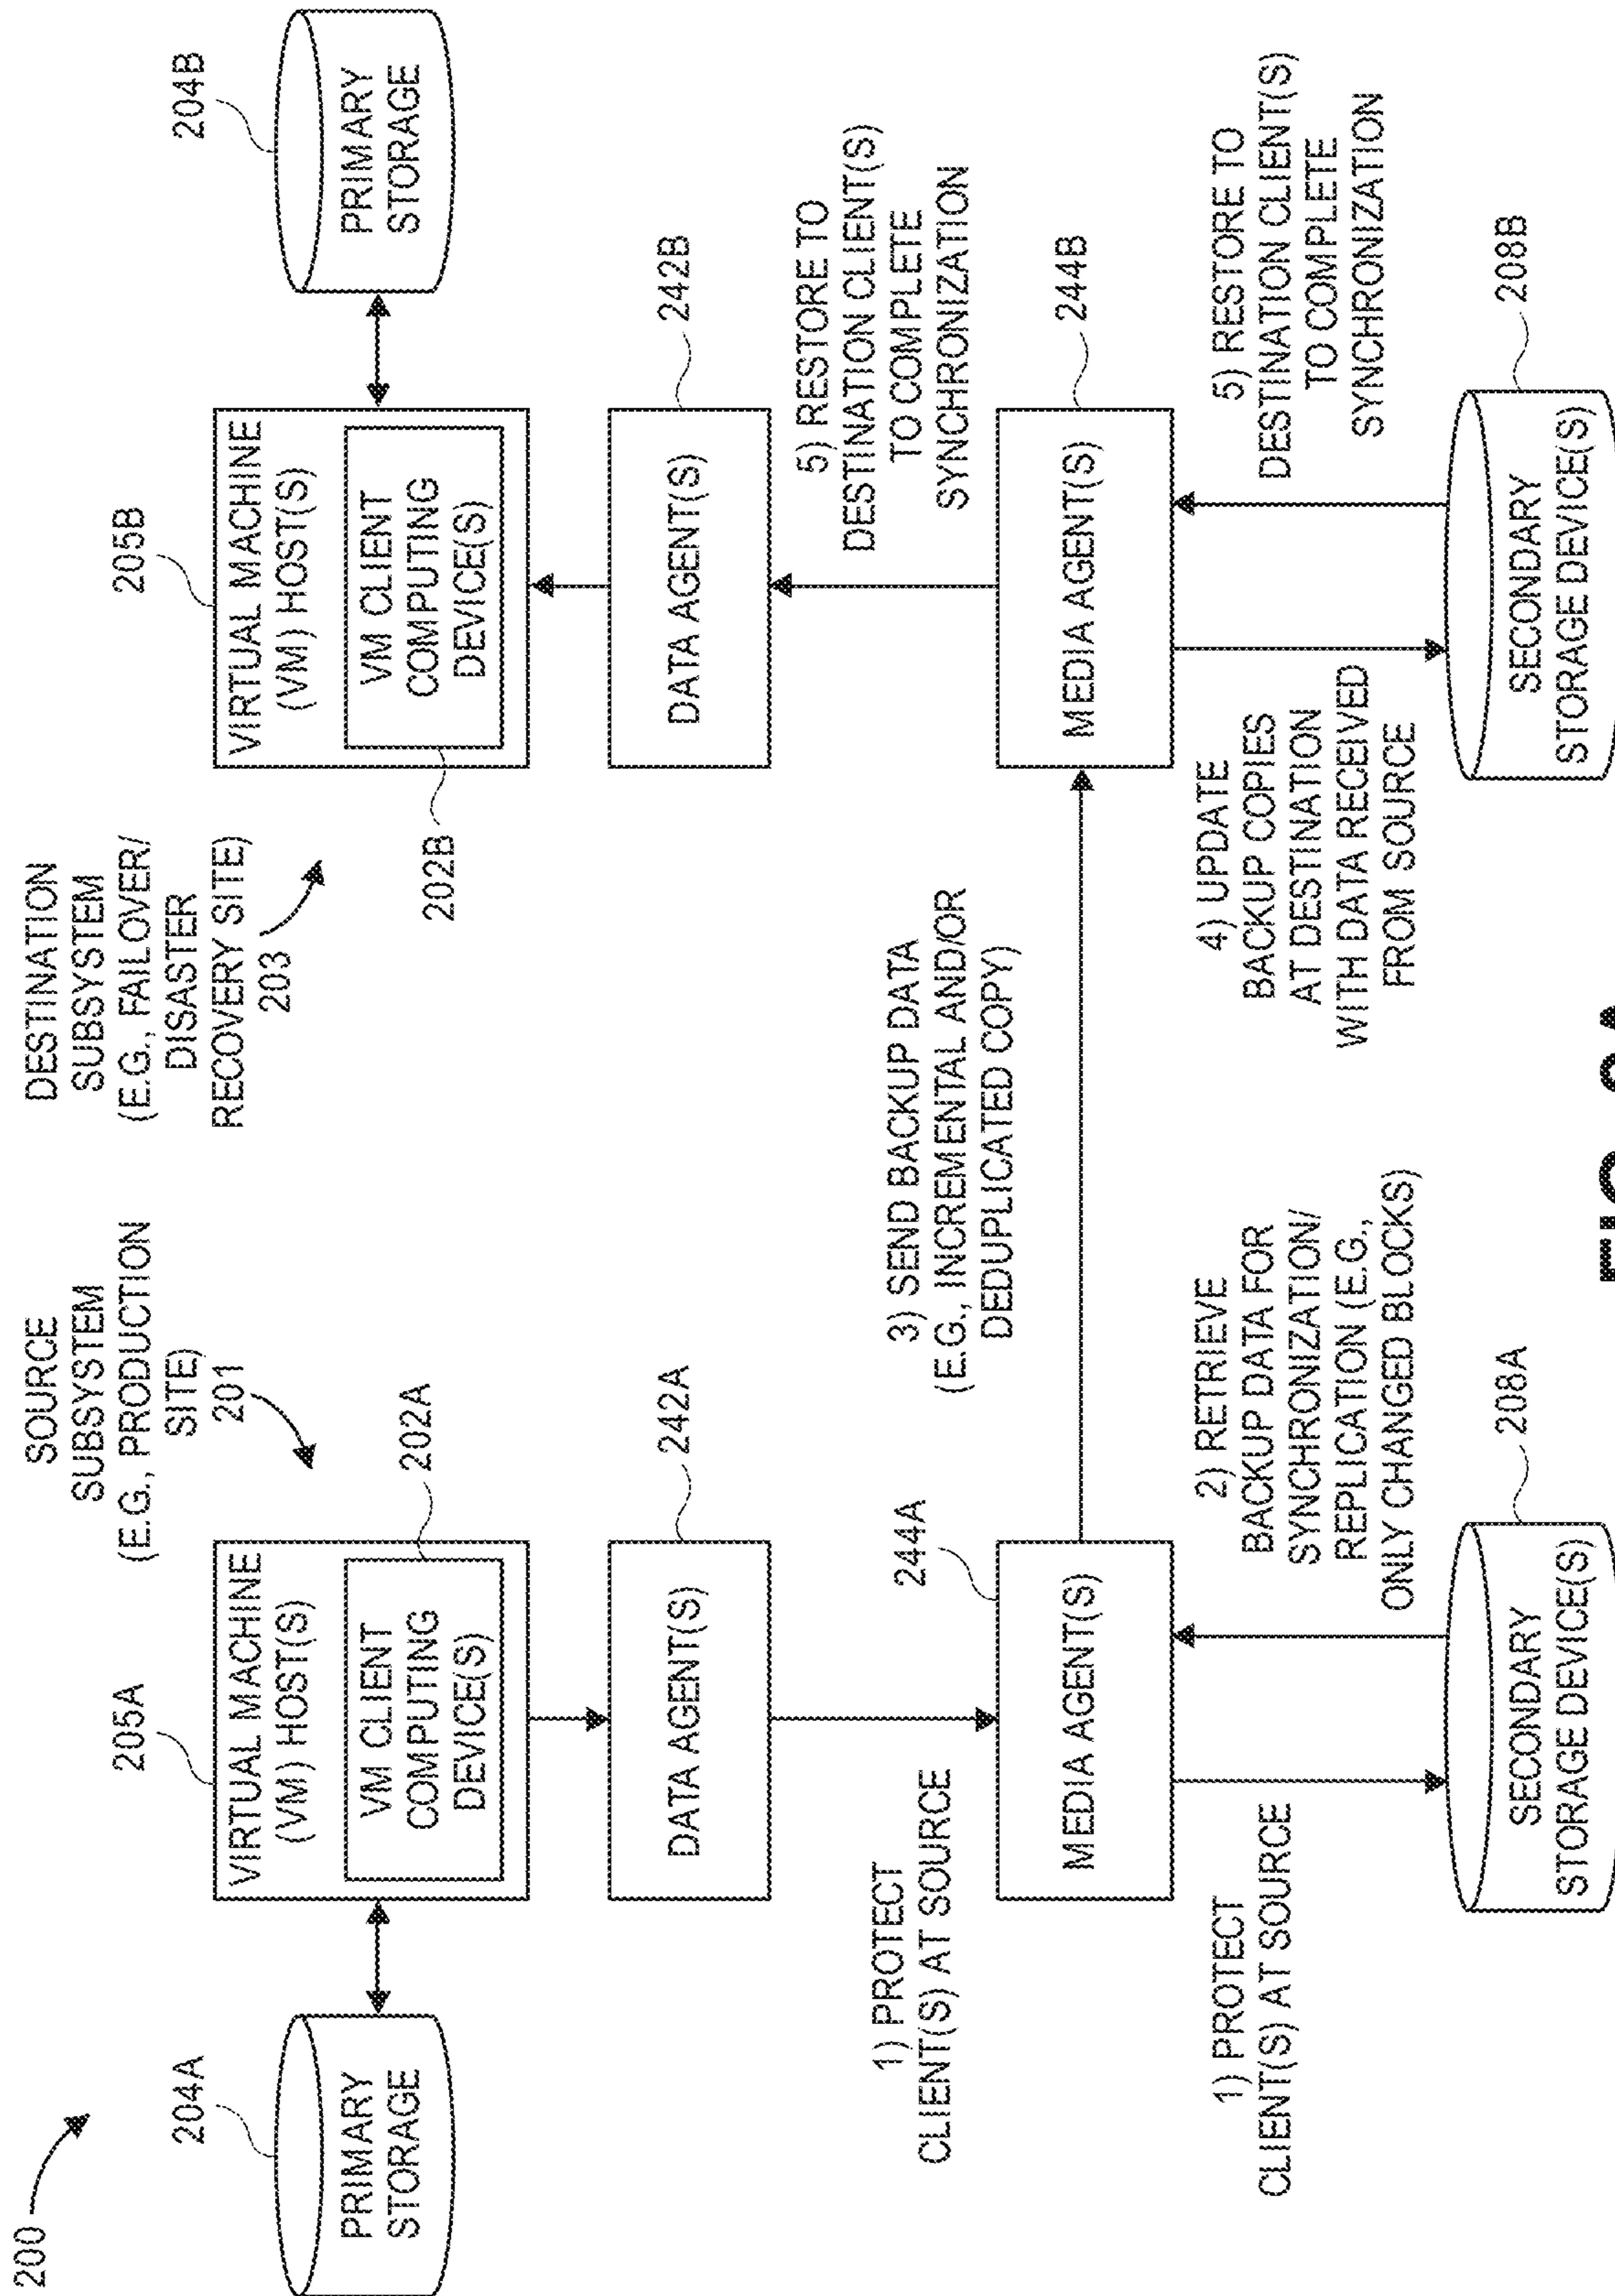 200
SOURCE
SUBSYSTEM
(E.G., PRODUCTION
SITE)
201
DESTINATION
SUBSYSTEM
(E.G., FAILOVER/
DISASTER
RECOVERY SITE)
203
204A
PRIMARY
STORAGE
205A
VIRTUAL MACHINE
(VM) HOST(S)
VM CLIENT
COMPUTING
DEVICE(S)
202A
205B
VIRTUAL MACHINE
(VM) HOST(S)
VM CLIENT
COMPUTING
DEVICE(S)
202B
204B
PRIMARY
STORAGE
DATA AGENT(S)
242A
DATA AGENT(S)
242B
1) PROTECT
CLIENT(S) AT SOURCE
244A
3) SEND BACKUP DATA
(E.G., INCREMENTAL AND/OR
DEDUPLICATED COPY)
5) RESTORE TO
DESTINATION CLIENT(S)
TO COMPLETE
SYNCHRONIZATION
MEDIA AGENT(S)
MEDIA AGENT(S)
244B
1) PROTECT
CLIENT(S) AT SOURCE
2) RETRIEVE
BACKUP DATA FOR
SYNCHRONIZATION/
REPLICATION (E.G.,
ONLY CHANGED BLOCKS)
4) UPDATE
BACKUP COPIES
AT DESTINATION
WITH DATA RECEIVED
FROM SOURCE
5) RESTORE TO
DESTINATION CLIENT(S)
TO COMPLETE
SYNCHRONIZATION
SECONDARY
STORAGE DEVICE(S)
208A
SECONDARY
STORAGE DEVICE(S)
208B